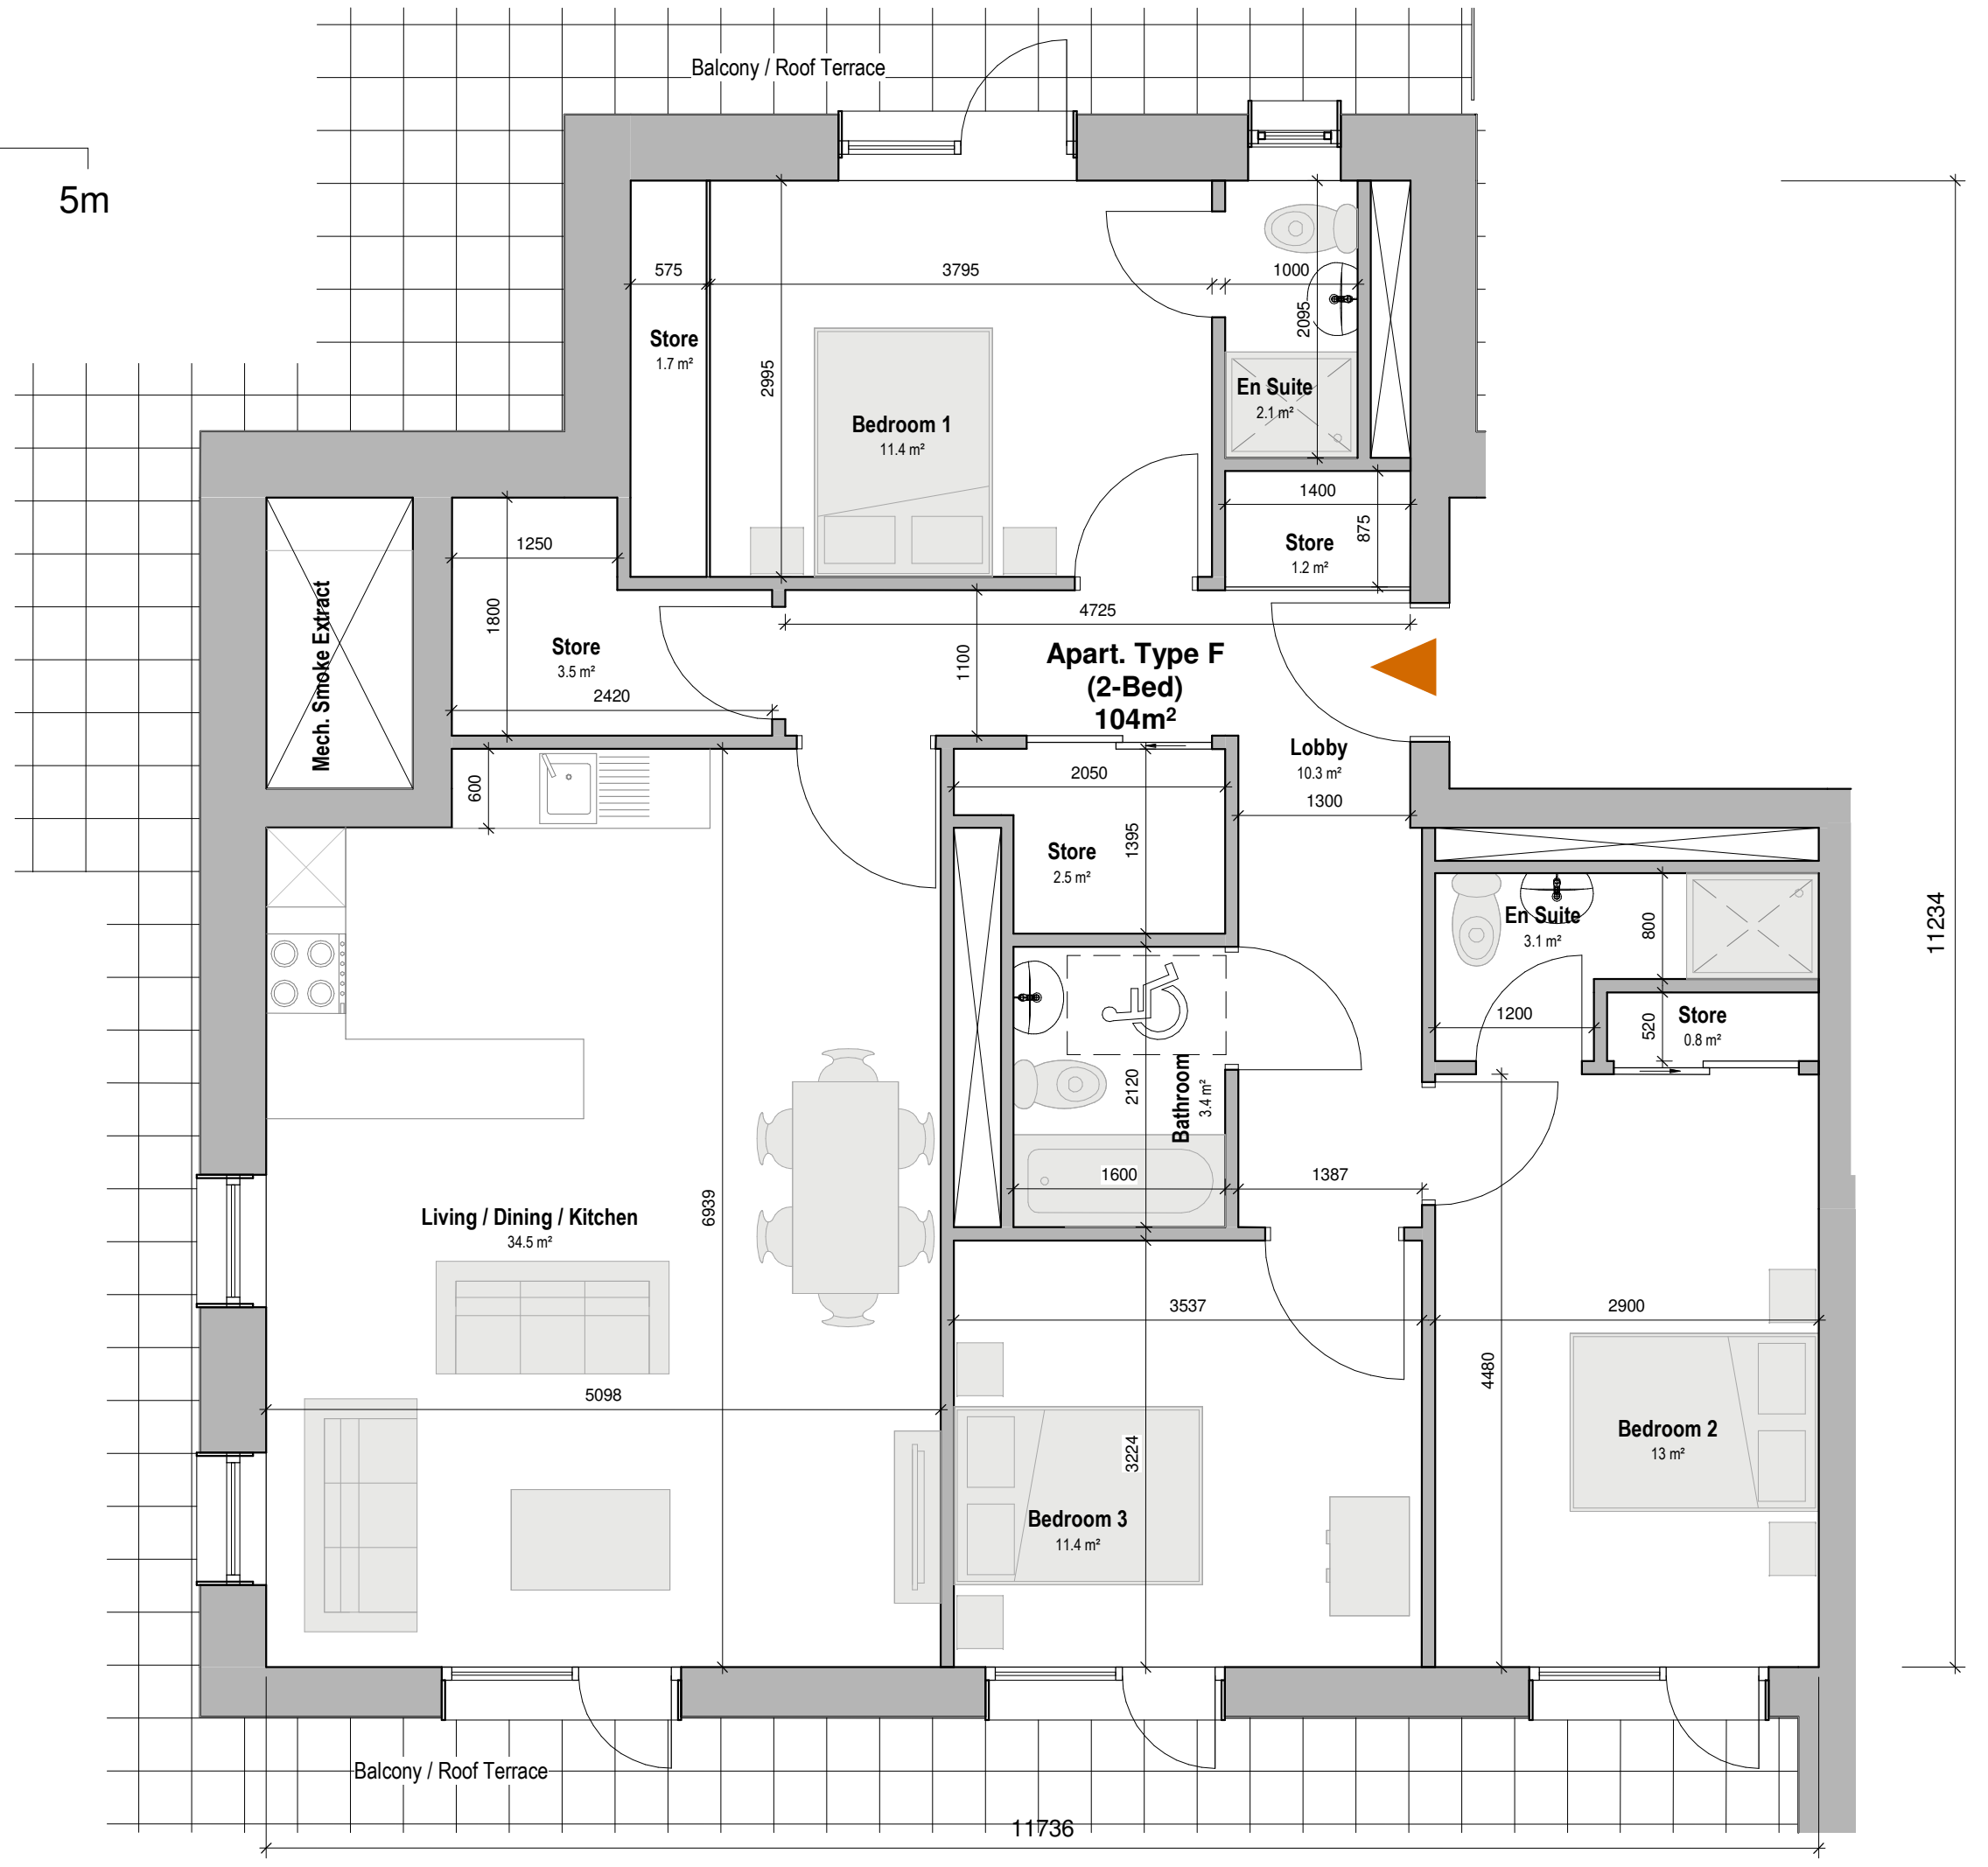 Balcony / Roof Terrace
5m
575
3795
1000
2095
Store
1.7 m²
2995
En Suite
2.1 m²
Bedroom 1
11.4 m²
1400
875
1250
Store
1.2 m²
Mech. Smoke Extract
1800
4725
Store
3.5 m²
1100
Apart. Type F
(2-Bed)
104m²
2420
Lobby
10.3 m²
600
2050
1300
1395
Store
2.5 m²
11234
En Suite
3.1 m²
800
1200
520
Store
0.8 m²
2120
Bathroom
3.4 m²
1600
1387
6939
Living / Dining / Kitchen
34.5 m²
3537
2900
4480
5098
3224
Bedroom 2
13 m²
Bedroom 3
11.4 m²
Balcony / Roof Terrace
11736